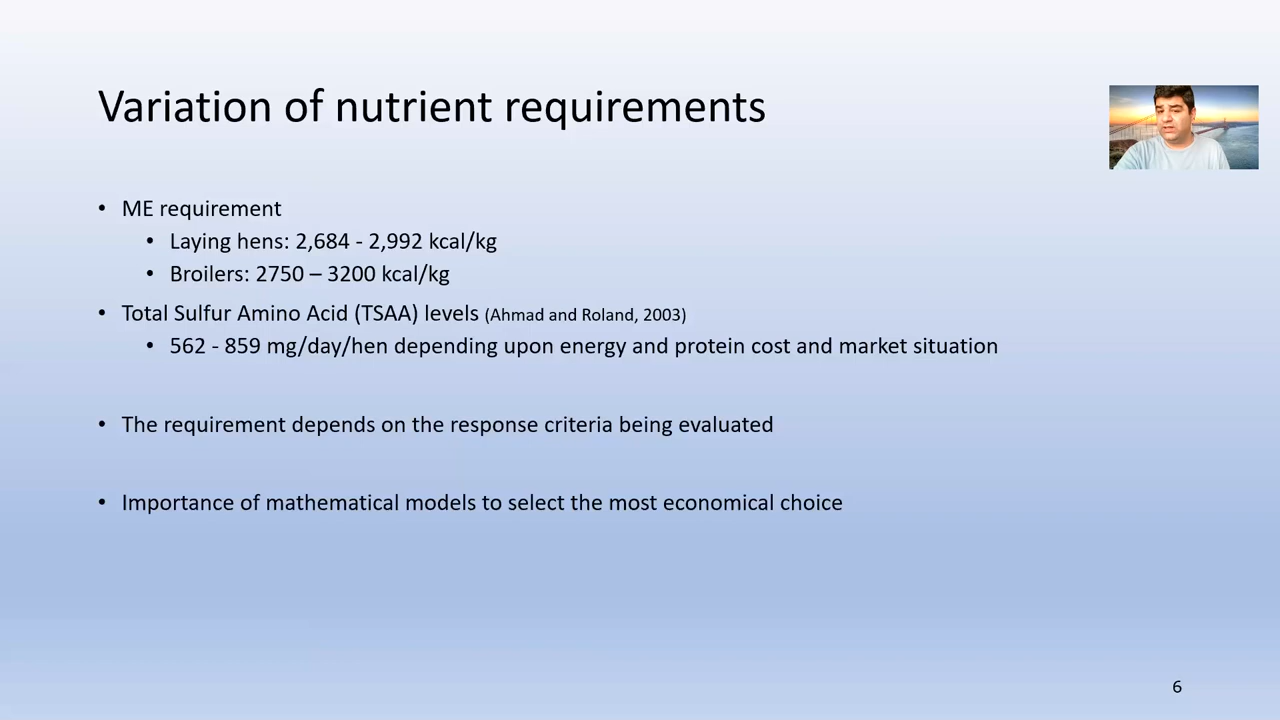 Variation of nutrient requirements
• ME requirement
• Laying hens: 2,684 - 2,992 kcal/kg
• Broilers: 2750 – 3200 kcal/kg
• Total Sulfur Amino Acid (TSAA) levels (Ahmad and Roland, 2003)
• 562 - 859 mg/day/hen depending upon energy and protein cost and market situation
• The requirement depends on the response criteria being evaluated
• Importance of mathematical models to select the most economical choice
6